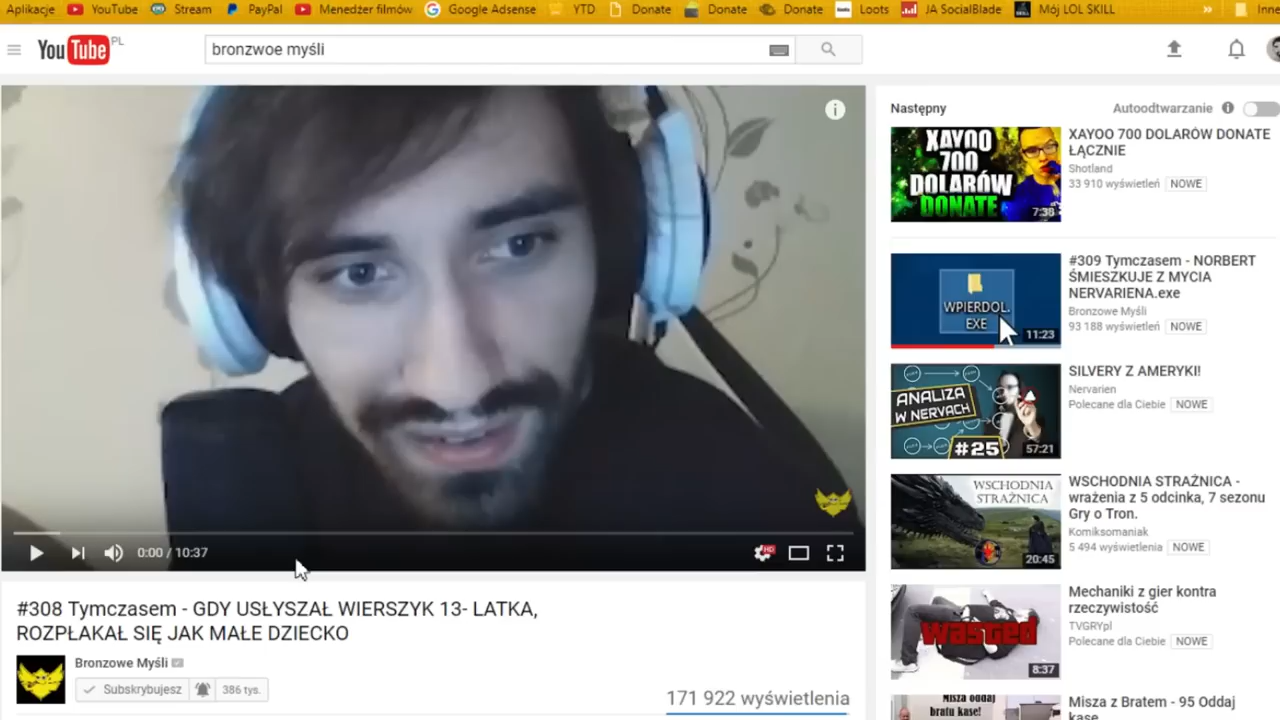 Aplikacje YouTube Stream PayPal Menedżer filmów Google Adsense YTD Donate Donate Donate Loots JA SocialBlade Mój LOL SKILL » Inne
YouTube PL
bronzwoe myśli
Następny
Autoodtwarzanie
XAYOO
700
DOLARÓW
DONATE
7:38
XAYOO 700 DOLARÓW DONATE
ŁĄCZNIE
Shotland
33 910 wyświetleń NOWE
WPIERDOL.
EXE
11:23
#309 Tymczasem - NORBERT
ŚMIESZKUJE Z MYCIA
NERVARIENA.exe
Bronzowe Myśli
93 188 wyświetleń NOWE
ANALIZA
W NERVACH
#25
57:21
SILVERY Z AMERYKI!
Nervarien
Polecane dla Ciebie NOWE
WSCHODNIA
STRAŻNICA
20:45
WSCHODNIA STRAŻNICA -
wrażenia z 5 odcinka, 7 sezonu
Gry o Tron.
Komiksomaniak
5 494 wyświetlenia NOWE
wasted
8:37
Mechaniki z gier kontra
rzeczywistość
TVGRYpl
Polecane dla Ciebie NOWE
Misza oddaj
bratu kase!
Misza z Bratem - 95 Oddaj
kase
0:00 / 10:37
HD
#308 Tymczasem - GDY USŁYSZAŁ WIERSZYK 13- LATKA,
ROZPŁAKAŁ SIĘ JAK MAŁE DZIECKO
Bronzowe Myśli
Subskrybujesz 386 tys.
171 922 wyświetlenia